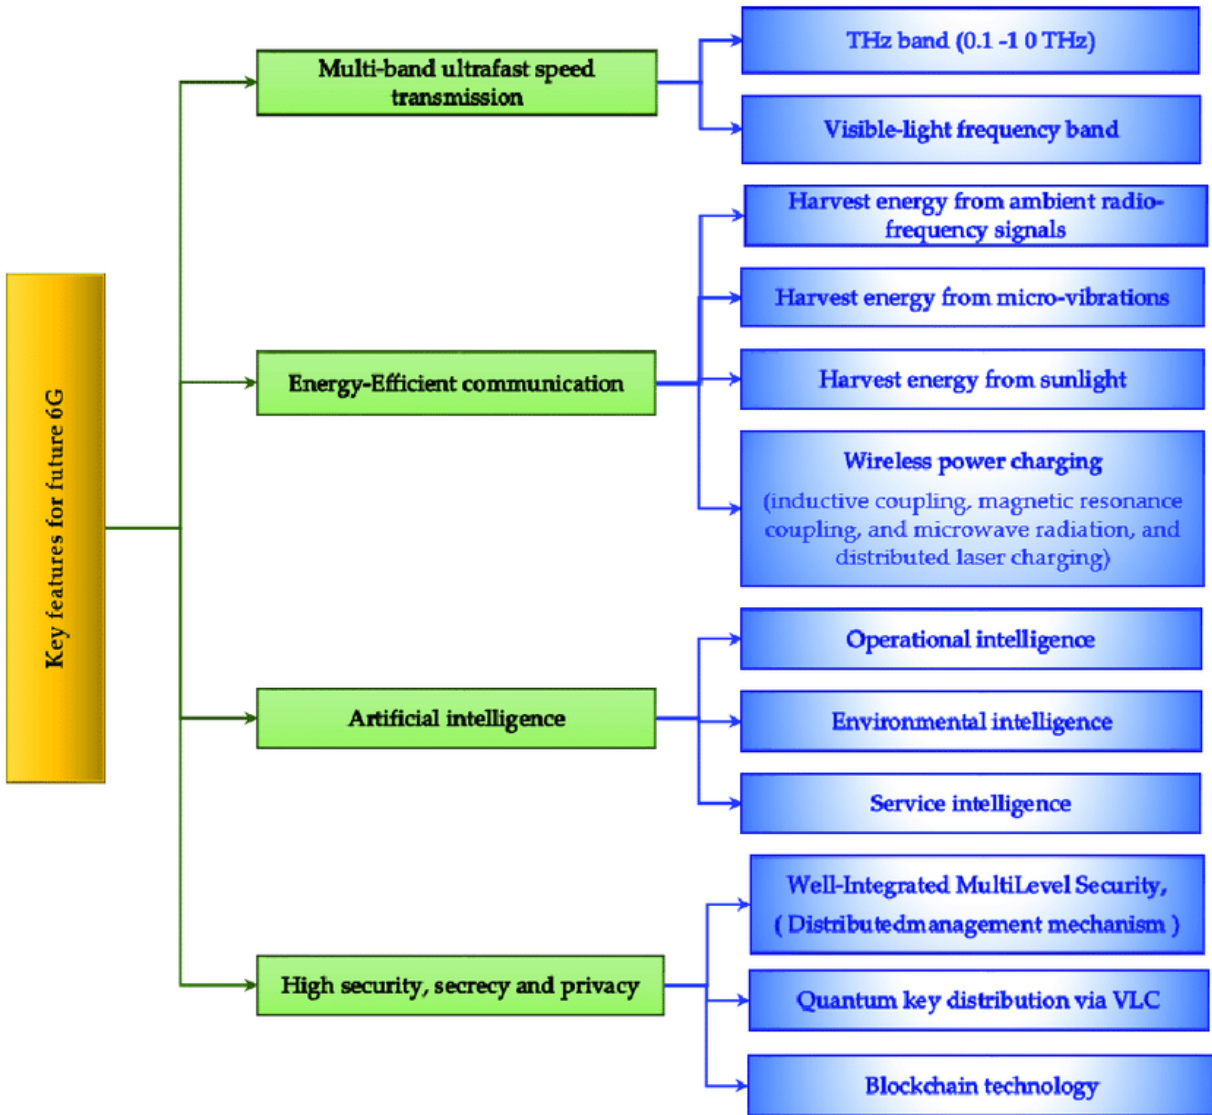 Key features for future 6G
Multi-band ultrafast speed
transmission
THz band (0.1 -1 0 THz)
Visible-light frequency band
Energy-Efficient communication
Harvest energy from ambient radio-
frequency signals
Harvest energy from micro-vibrations
Harvest energy from sunlight
Wireless power charging
(inductive coupling, magnetic resonance
coupling, and microwave radiation, and
distributed laser charging)
Artificial intelligence
Operational intelligence
Environmental intelligence
Service intelligence
High security, secrecy and privacy
Well-Integrated MultiLevel Security,
( Distributedmanagement mechanism )
Quantum key distribution via VLC
Blockchain technology